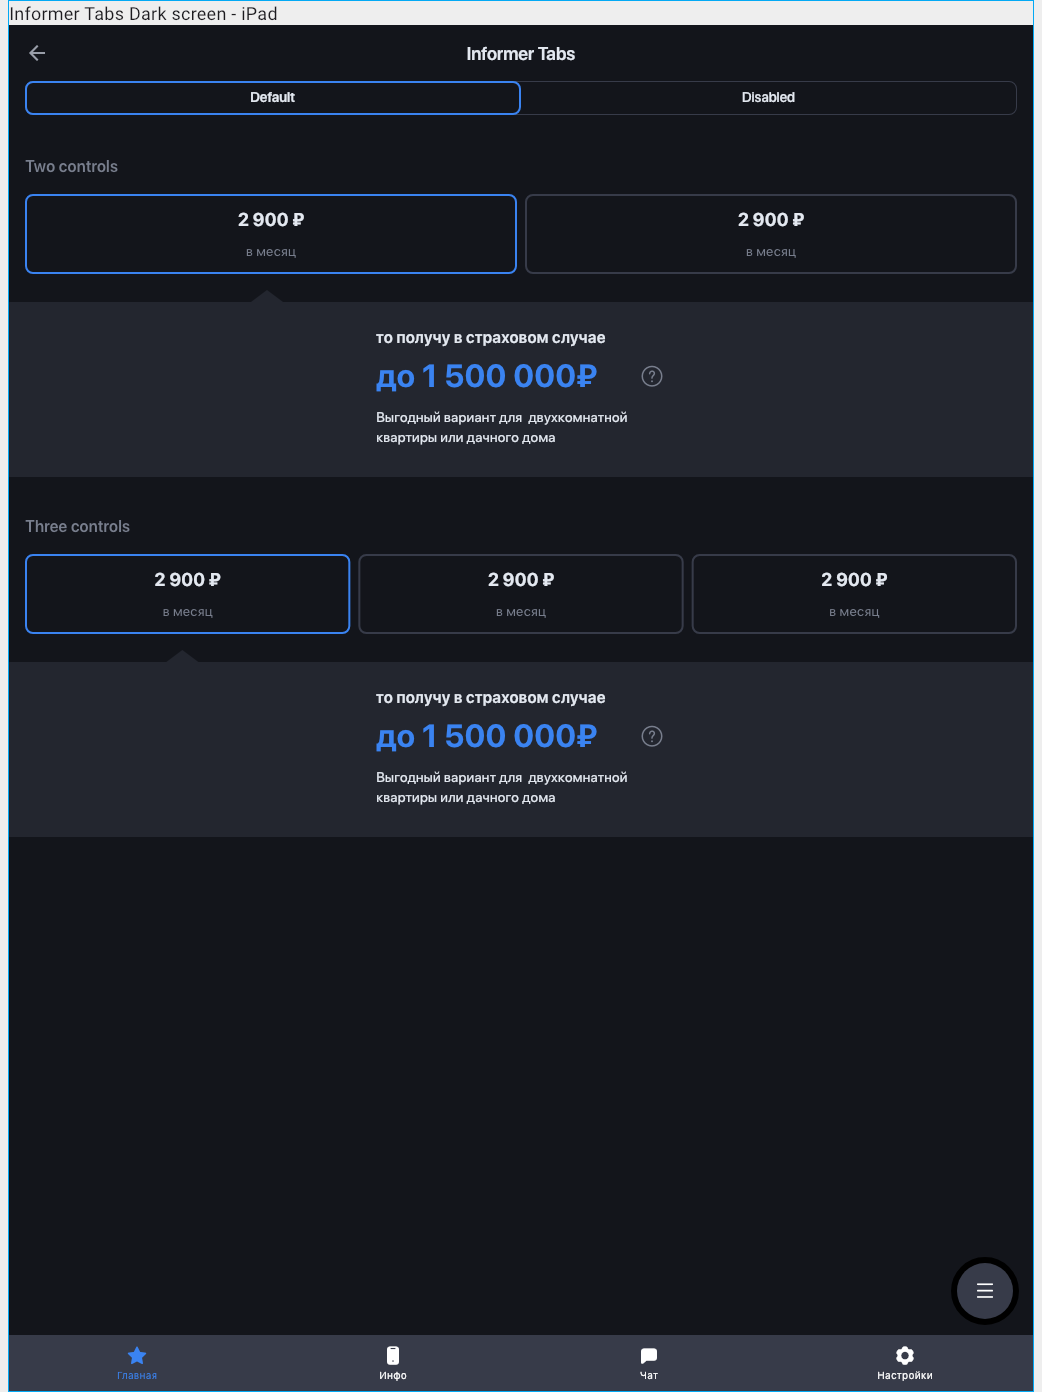 Informer Tabs Dark screen - iPad
Informer Tabs
Default
Disabled
Two controls
2 900 ₽
2 900 ₽
в месяц
в месяц
то получу в страховом случае
до 1 500 000₽
?
Выгодный вариант для двухкомнатной
квартиры или дачного дома
Three controls
2 900 ₽
2 900 ₽
2 900 ₽
в месяц
в месяц
в месяц
то получу в страховом случае
до 1 500 000₽
?
Выгодный вариант для двухкомнатной
квартиры или дачного дома
Главная
Инфо
Чат
Настройки